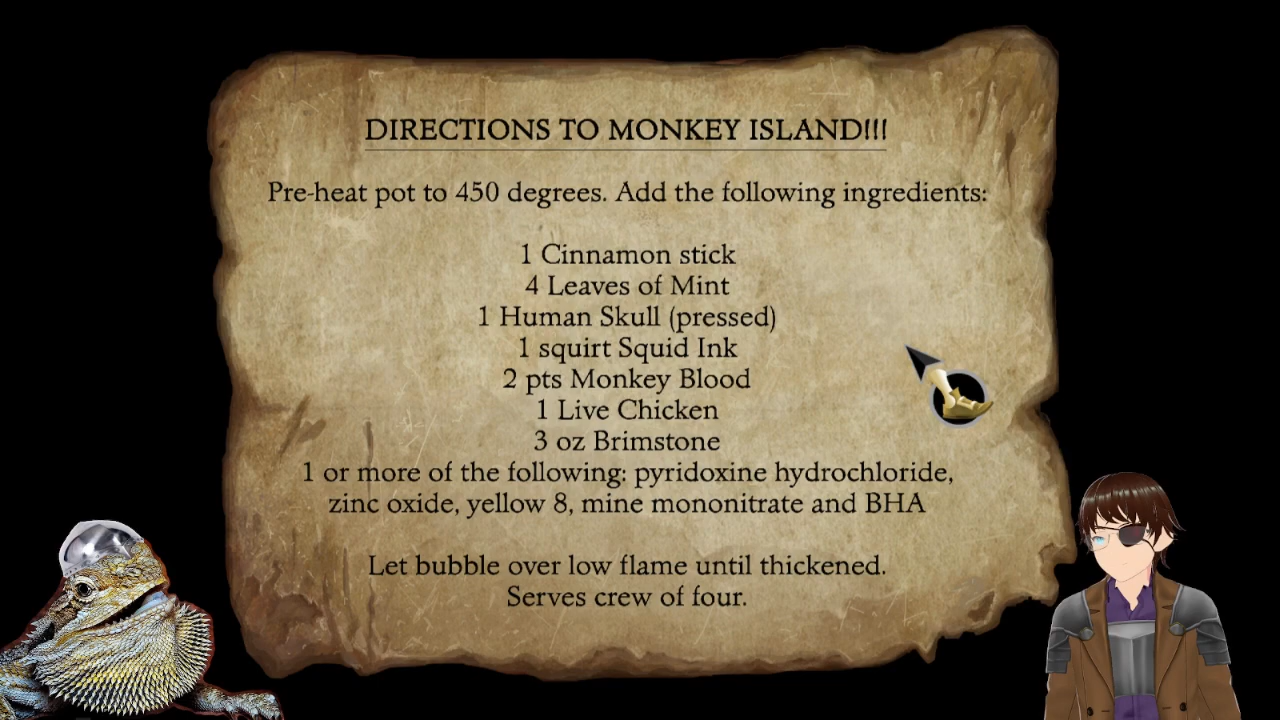 DIRECTIONS TO MONKEY ISLAND!!!
Pre-heat pot to 450 degrees. Add the following ingredients:
1 Cinnamon stick
4 Leaves of Mint
1 Human Skull (pressed)
1 squirt Squid Ink
2 pts Monkey Blood
1 Live Chicken
3 oz Brimstone
1 or more of the following: pyridoxine hydrochloride,
zinc oxide, yellow 8, mine mononitrate and BHA
Let bubble over low flame until thickened.
Serves crew of four.